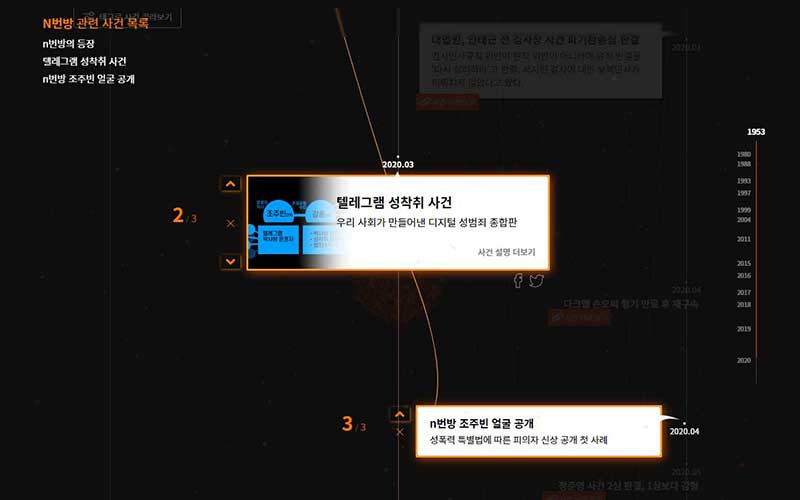 N번방 관련 사건 목록
n번방의 등장
텔레그램 성착취 사건
n번방 조주빈 얼굴 공개
대법원, 안태근 전 검사장 사건 파기환송심 판결
2020.01
2020.03
2 / 3
조주빈
텔레그램
박사방 운영자
텔레그램 성착취 사건
우리 사회가 만들어낸 디지털 성범죄 종합판
사건 설명 더보기
1953
1980
1988
1993
1997
1999
2004
2011
2015
2016
2017
2018
2019
2020
2020.04
다크웹 손모씨 형기 만료 후 재구속
3 / 3
n번방 조주빈 얼굴 공개
성폭력 특별법에 따른 피의자 신상 공개 첫 사례
2020.04
2020.05
정준영 사건 2심 판결, 1심보다 감형